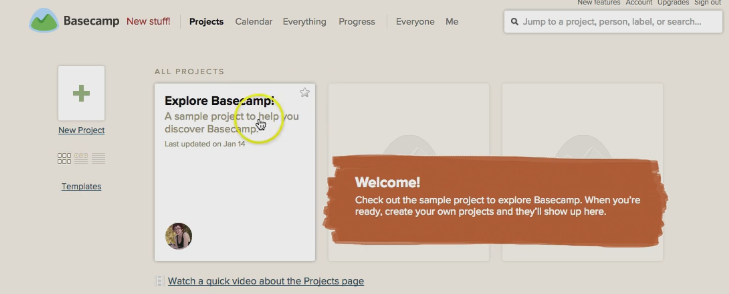 New features Account Upgrades Sign out
Basecamp New stuff! Projects Calendar Everything Progress Everyone Me
Jump to a project, person, label, or search...
ALL PROJECTS
New Project
Templates
Explore Basecamp!
A sample project to help you
discover Basecamp.
Last updated on Jan 14
Welcome!
Check out the sample project to explore Basecamp. When you're
ready, create your own projects and they'll show up here.
Watch a quick video about the Projects page